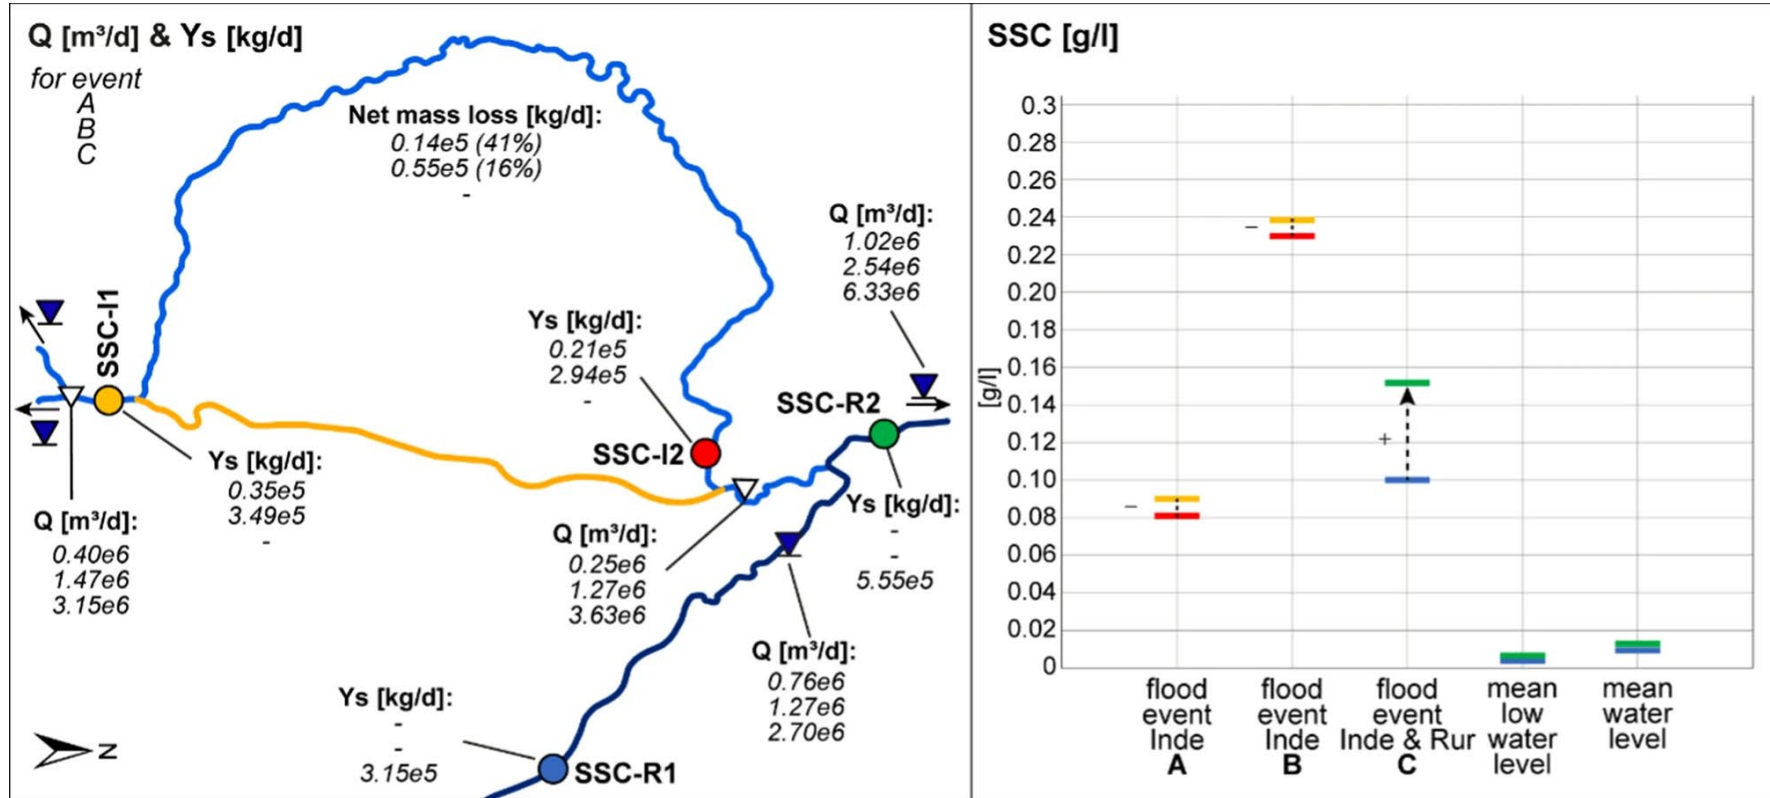 Q [m³/d] & Ys [kg/d]
for event
A
B
C
Net mass loss [kg/d]:
0.14e5 (41%)
0.55e5 (16%)
-
Q [m³/d]:
1.02e6
2.54e6
6.33e6
SSC-I1
Ys [kg/d]:
0.21e5
2.94e5
-
SSC-R2
SSC-I2
Ys [kg/d]:
0.35e5
3.49e5
-
Ys [kg/d]:
-
-
5.55e5
Q [m³/d]:
0.40e6
1.47e6
3.15e6
Q [m³/d]:
0.25e6
1.27e6
3.63e6
Q [m³/d]:
0.76e6
1.27e6
2.70e6
Ys [kg/d]:
-
-
3.15e5
SSC-R1
N
SSC [g/l]
0.3
0.28
0.26
0.24
0.22
0.20
0.18
0.16
0.14
0.12
0.10
0.08
0.06
0.04
0.02
0
[g/l]
–
–
+
flood
event
Inde
A
flood
event
Inde
B
flood
event
Inde & Rur
C
mean
low
water
level
mean
water
level